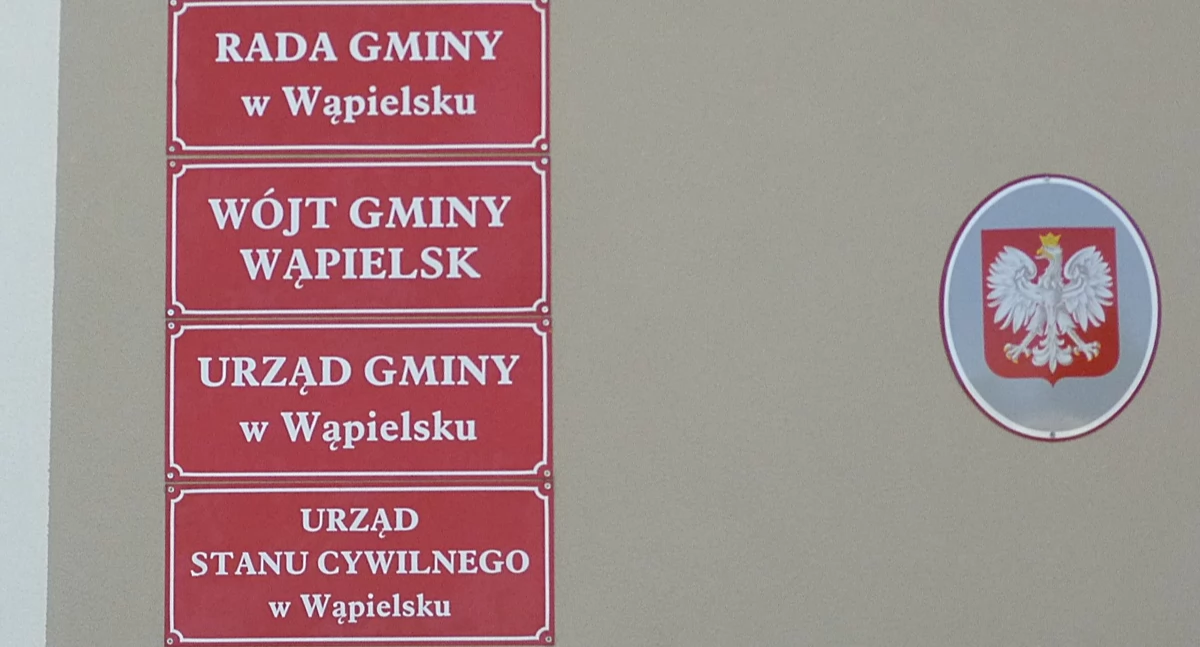 RADA GMINY
w Wąpielsku
WÓJT GMINY
WĄPIELSK
URZĄD GMINY
w Wąpielsku
URZĄD
STANU CYWILNEGO
w Wąpielsku